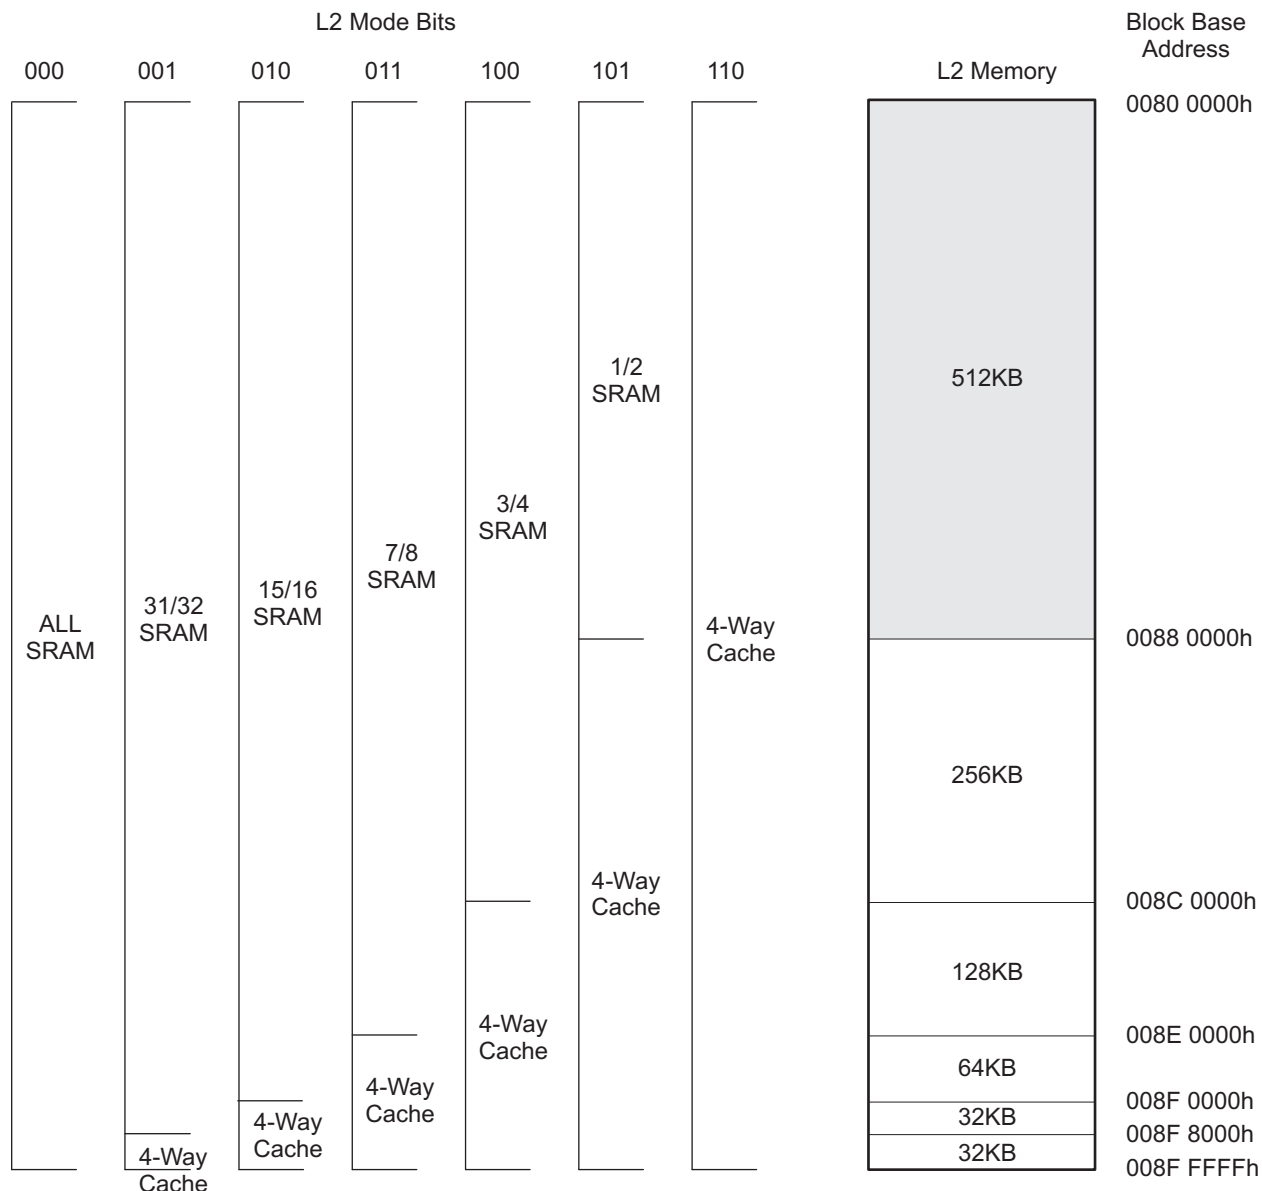 L2 Mode Bits
Block Base
Address
000 001 010 011 100 101 110 L2 Memory
0080 0000h
1/2
SRAM
512KB
3/4
SRAM
7/8
SRAM
15/16
SRAM
31/32
SRAM
ALL
SRAM
4-Way
Cache
0088 0000h
256KB
4-Way
Cache
008C 0000h
128KB
4-Way
Cache
008E 0000h
64KB
4-Way
Cache
008F 0000h
4-Way
Cache
32KB
008F 8000h
4-Way
Cache
32KB
008F FFFFh